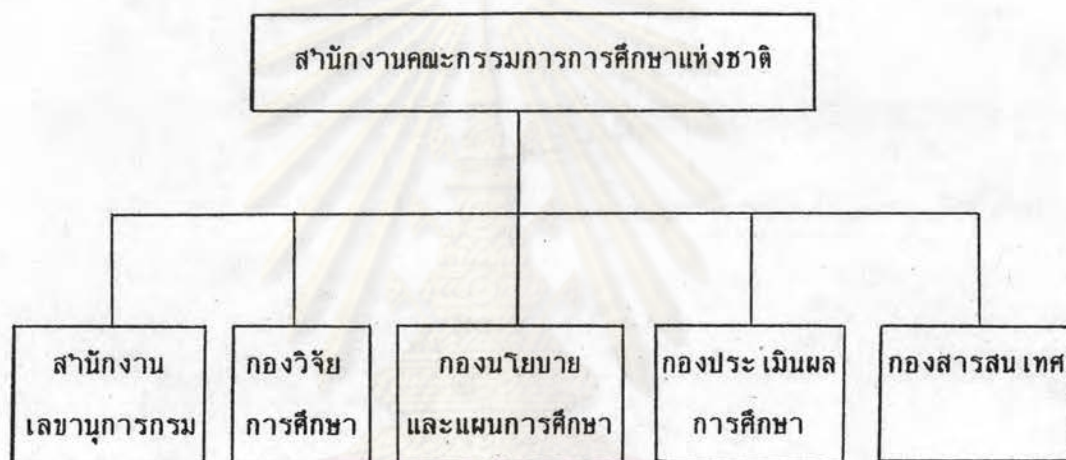 สำนักงานคณะกรรมการการศึกษาแห่งชาติ
สำนักงาน
เลขานุการกรม
กองวิจัย
การศึกษา
กองนโยบาย
และแผนการศึกษา
กองประเมินผล
การศึกษา
กองสารสนเทศ